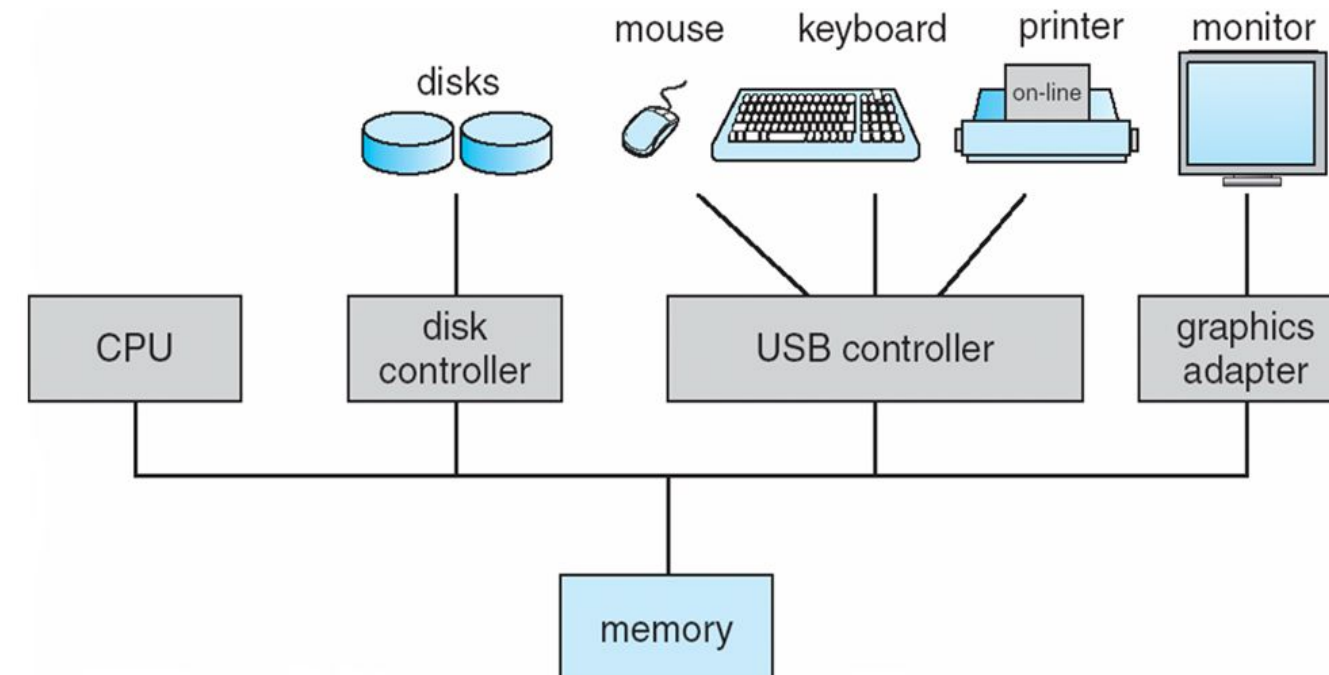 mouse
keyboard
printer
monitor
disks
on-line
CPU
disk
controller
USB controller
graphics
adapter
memory